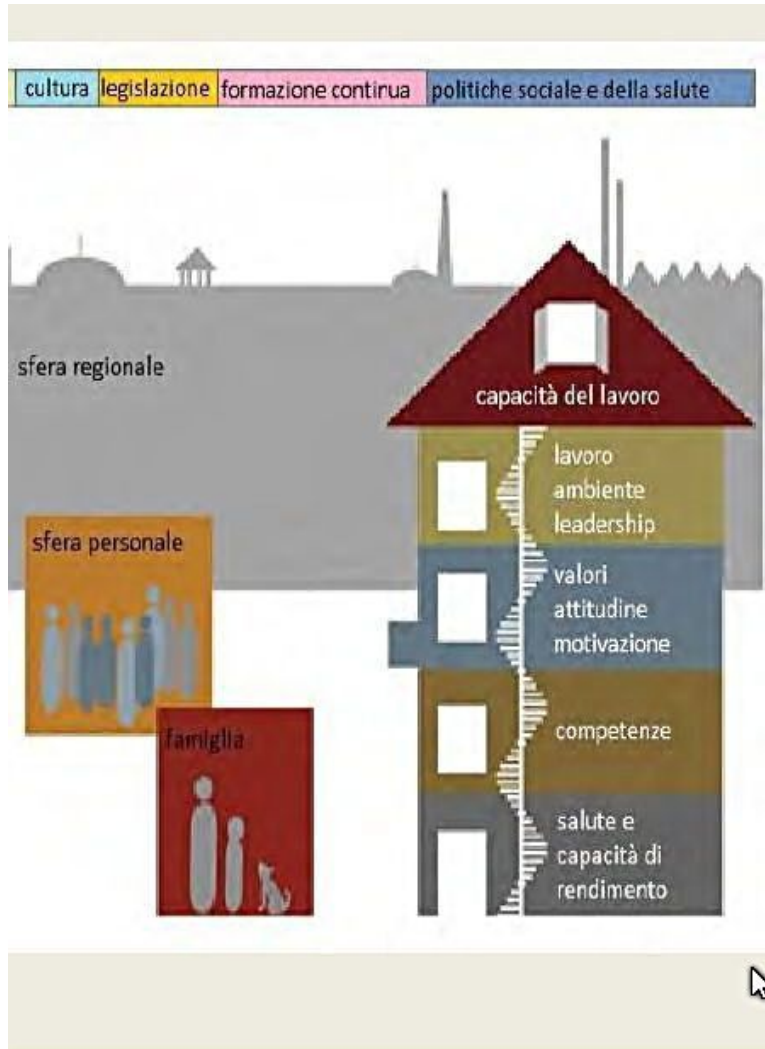 cultura legislazione formazione continua politiche sociale e della salute
sfera regionale
capacità del lavoro
lavoro
ambiente
leadership
sfera personale
valori
attitudine
motivazione
famiglia
competenze
salute e
capacità di
rendimento